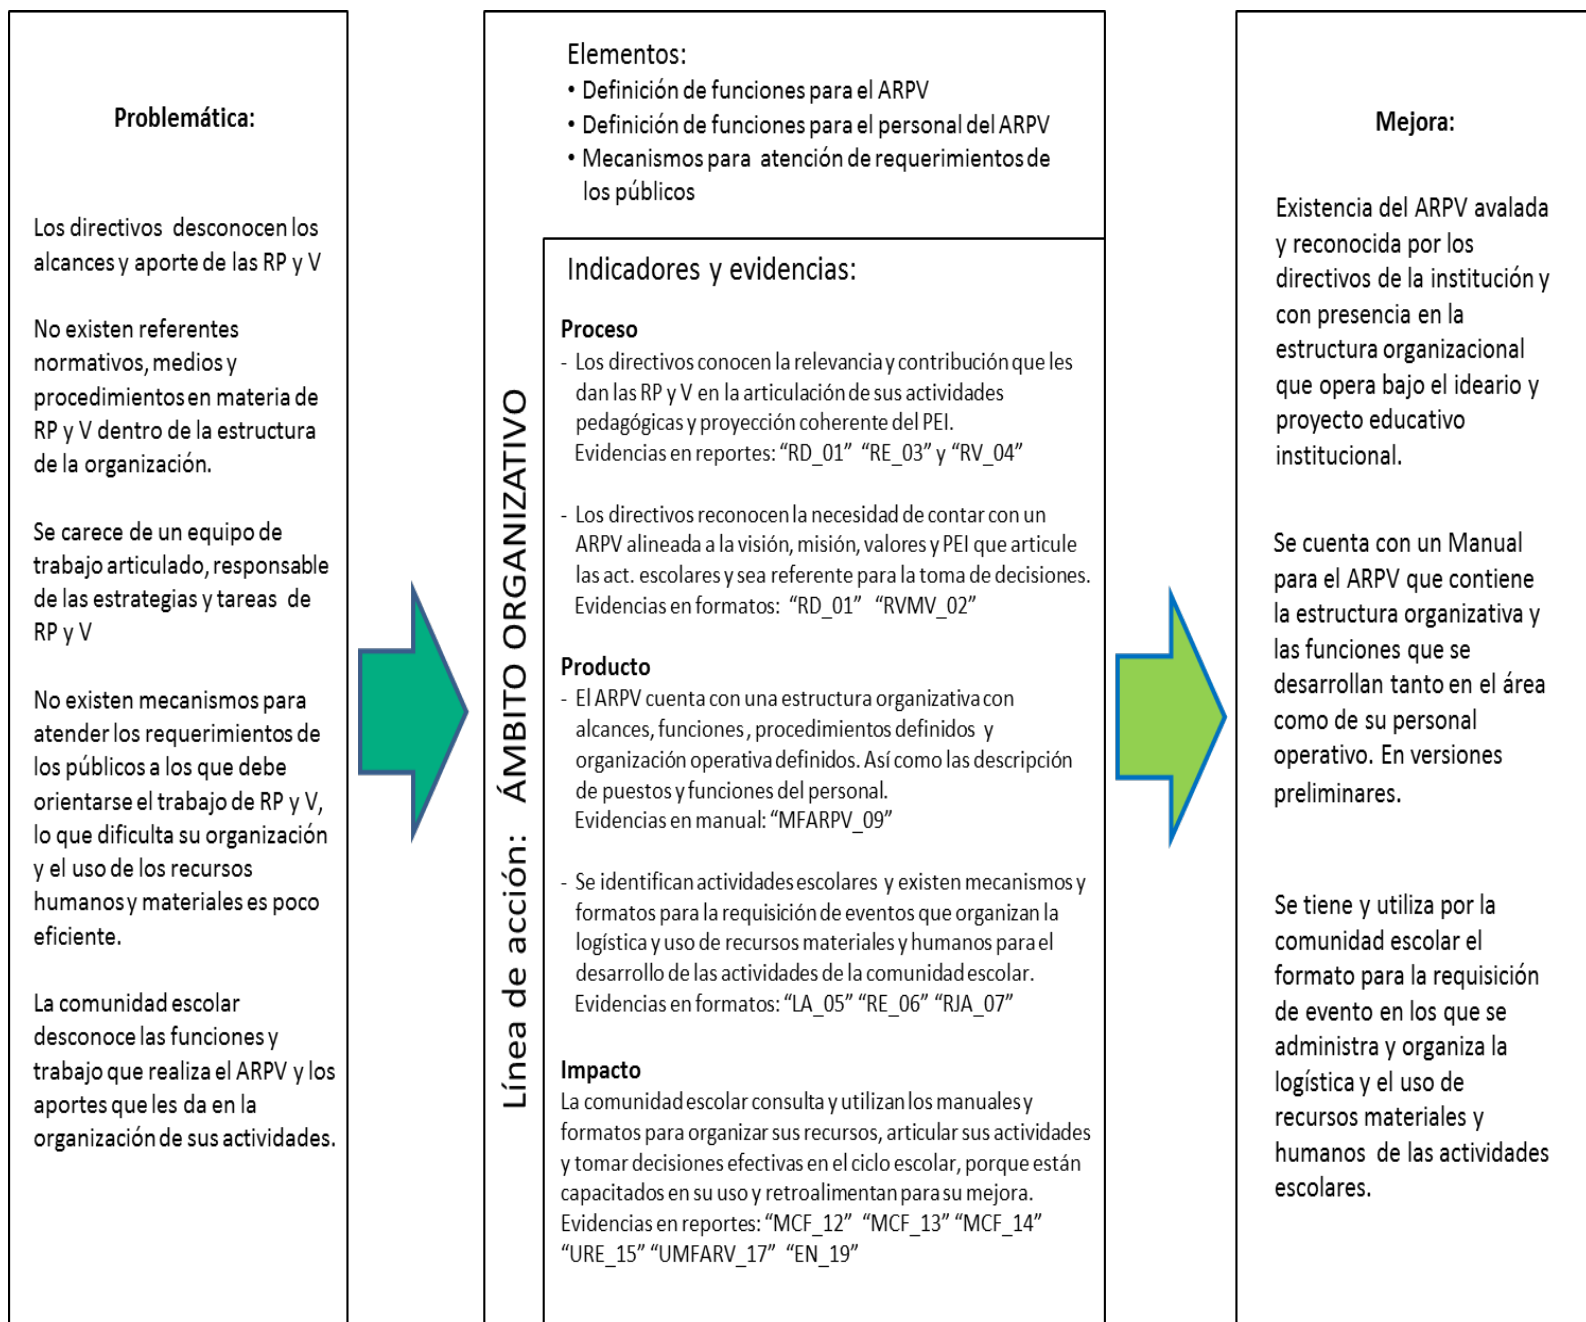 Problemática:
Los directivos desconocen los
alcances y aporte de las RP y V
No existen referentes
normativos, medios y
procedimientos en materia de
RP y V dentro de la estructura
de la organización.
Se carece de un equipo de
trabajo articulado, responsable
de las estrategias y tareas de
RP y V
No existen mecanismos para
atender los requerimientos de
los públicos a los que debe
orientarse el trabajo de RP y V,
lo que dificulta su organización
y el uso de los recursos
humanos y materiales es poco
eficiente.
La comunidad escolar
desconoce las funciones y
trabajo que realiza el ARPV y los
aportes que les da en la
organización de sus actividades.
Línea de acción: ÁMBITO ORGANIZATIVO
Elementos:
• Definición de funciones para el ARPV
• Definición de funciones para el personal del ARPV
• Mecanismos para atención de requerimientos de
los públicos
Indicadores y evidencias:
Proceso
- Los directivos conocen la relevancia y contribución que les
dan las RP y V en la articulación de sus actividades
pedagógicas y proyección coherente del PEI.
Evidencias en reportes: “RD_01” “RE_03” y “RV_04”
- Los directivos reconocen la necesidad de contar con un
ARPV alineada a la visión, misión, valores y PEI que articule
las act. escolares y sea referente para la toma de decisiones.
Evidencias en formatos: “RD_01” “RVMV_02”
Producto
- El ARPV cuenta con una estructura organizativa con
alcances, funciones , procedimientos definidos y
organización operativa definidos. Así como las descripción
de puestos y funciones del personal.
Evidencias en manual: “MFARPV_09”
- Se identifican actividades escolares y existen mecanismos y
formatos para la requisición de eventos que organizan la
logística y uso de recursos materiales y humanos para el
desarrollo de las actividades de la comunidad escolar.
Evidencias en formatos: “LA_05” “RE_06” “RJA_07”
Impacto
La comunidad escolar consulta y utilizan los manuales y
formatos para organizar sus recursos, articular sus actividades
y tomar decisiones efectivas en el ciclo escolar, porque están
capacitados en su uso y retroalimentan para su mejora.
Evidencias en reportes: “MCF_12” “MCF_13” “MCF_14”
“URE_15” “UMFARV_17” “EN_19”
Mejora:
Existencia del ARPV avalada
y reconocida por los
directivos de la institución y
con presencia en la
estructura organizacional
que opera bajo el ideario y
proyecto educativo
institucional.
Se cuenta con un Manual
para el ARPV que contiene
la estructura organizativa y
las funciones que se
desarrollan tanto en el área
como de su personal
operativo. En versiones
preliminares.
Se tiene y utiliza por la
comunidad escolar el
formato para la requisición
de evento en los que se
administra y organiza la
logística y el uso de
recursos materiales y
humanos de las actividades
escolares.